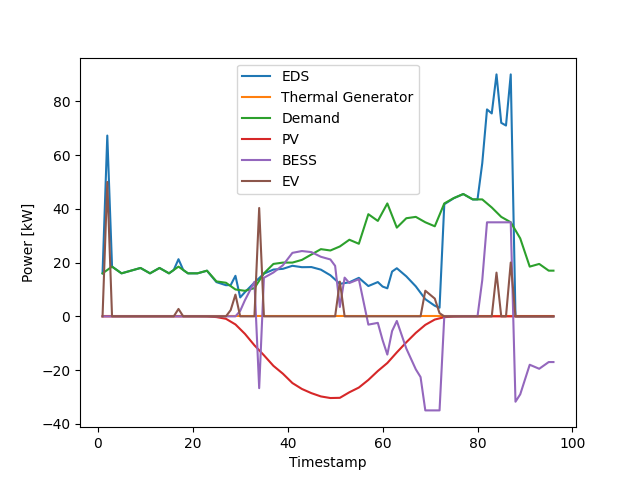 EDS
Thermal Generator
Demand
PV
BESS
EV
Power [kW]
80
60
40
20
0
−20
−40
0 20 40 60 80 100
Timestamp